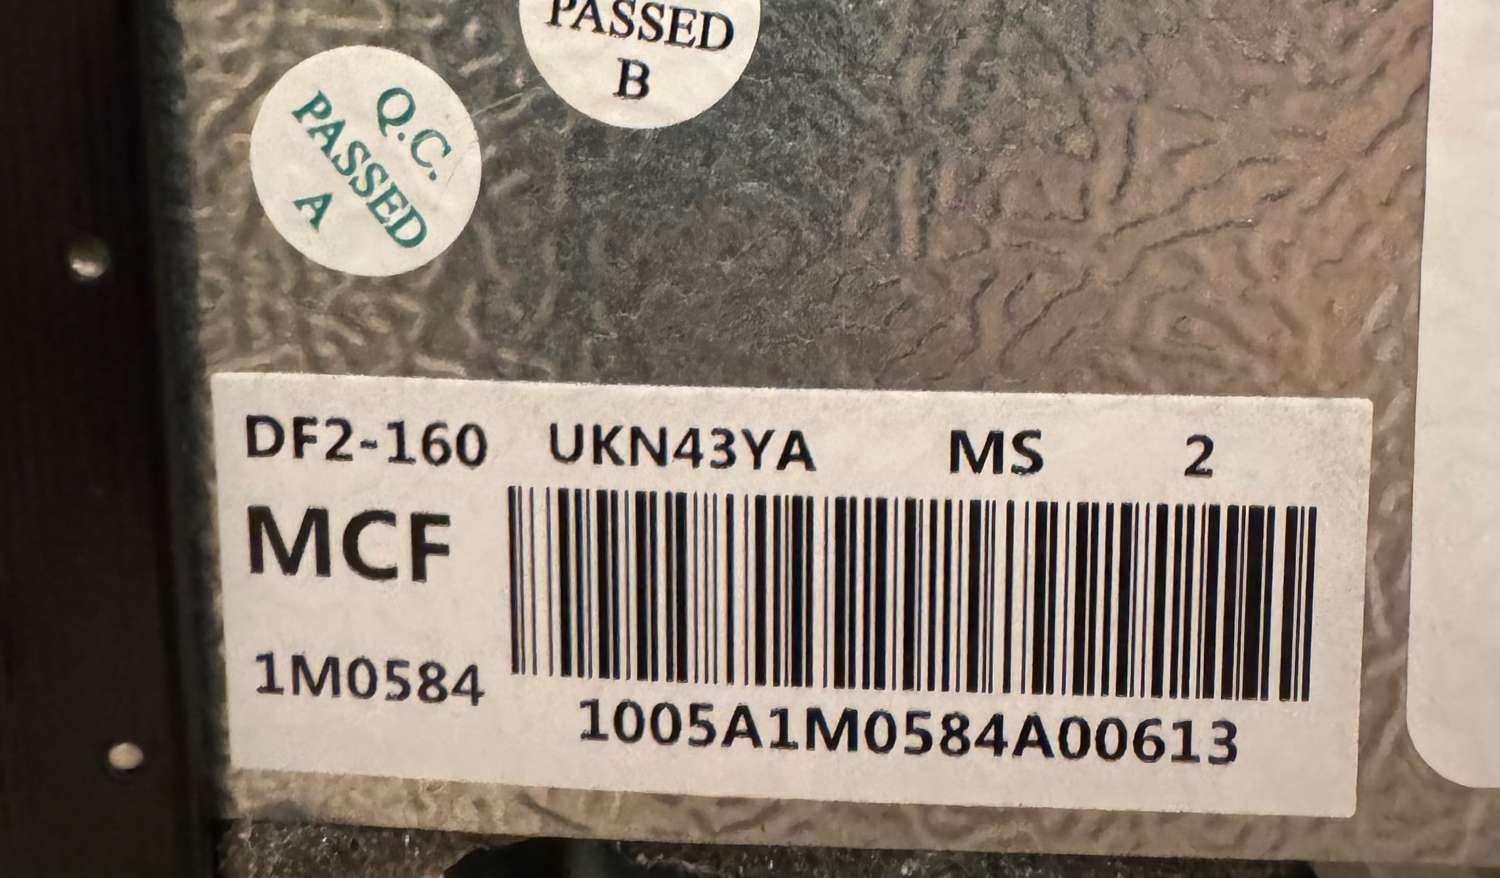 PASSED
B
Q.C.
PASSED
A
DF2-160 UKN43YA MS 2
MCF
1M0584
1005A1M0584A00613